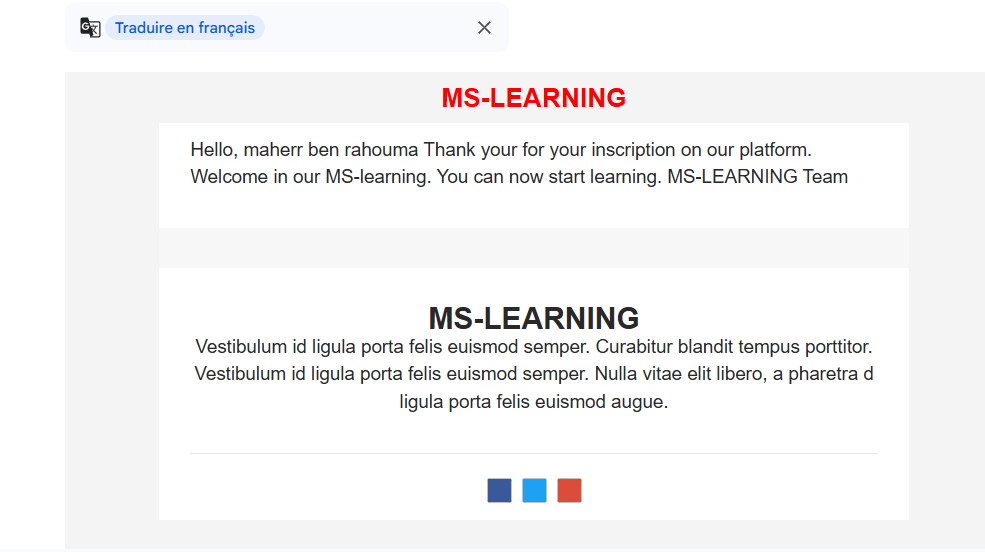 Traduire en français
MS-LEARNING
Hello, maherr ben rahouma Thank your for your inscription on our platform.
Welcome in our MS-learning. You can now start learning. MS-LEARNING Team
MS-LEARNING
Vestibulum id ligula porta felis euismod semper. Curabitur blandit tempus porttitor.
Vestibulum id ligula porta felis euismod semper. Nulla vitae elit libero, a pharetra d
ligula porta felis euismod augue.